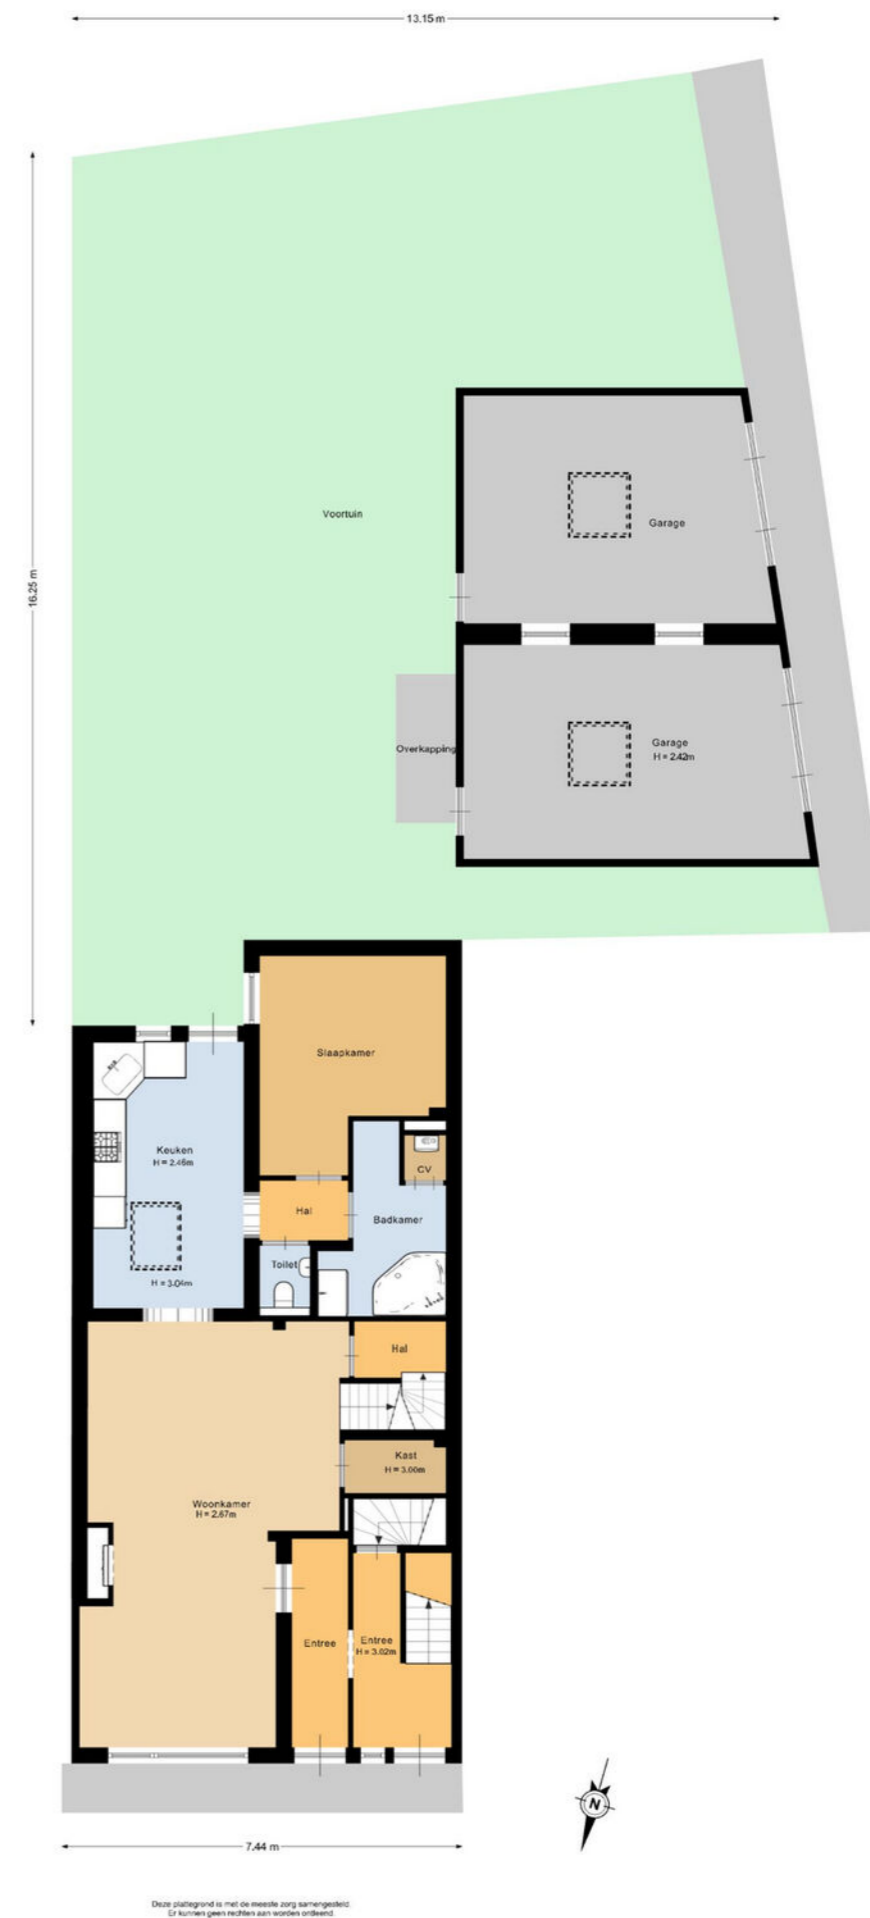 13.15 m
16.25 m
Voortuin
Garage
Overkapping
Garage
H = 2.42m
Slaapkamer
Keuken
H = 2.46m
CV
Hal
Badkamer
Toilet
H = 3.04m
Hal
Kast
H = 3.00m
Woonkamer
H = 2.67m
Entree
Entree
H = 3.02m
N
7.44 m
Deze plattegrond is met de meeste zorg samengesteld.
Er kunnen geen rechten aan worden ontleend.